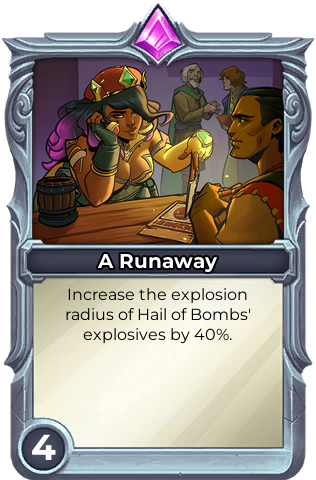 A Runaway
Increase the explosion
radius of Hail of Bombs'
explosives by 40%.
4